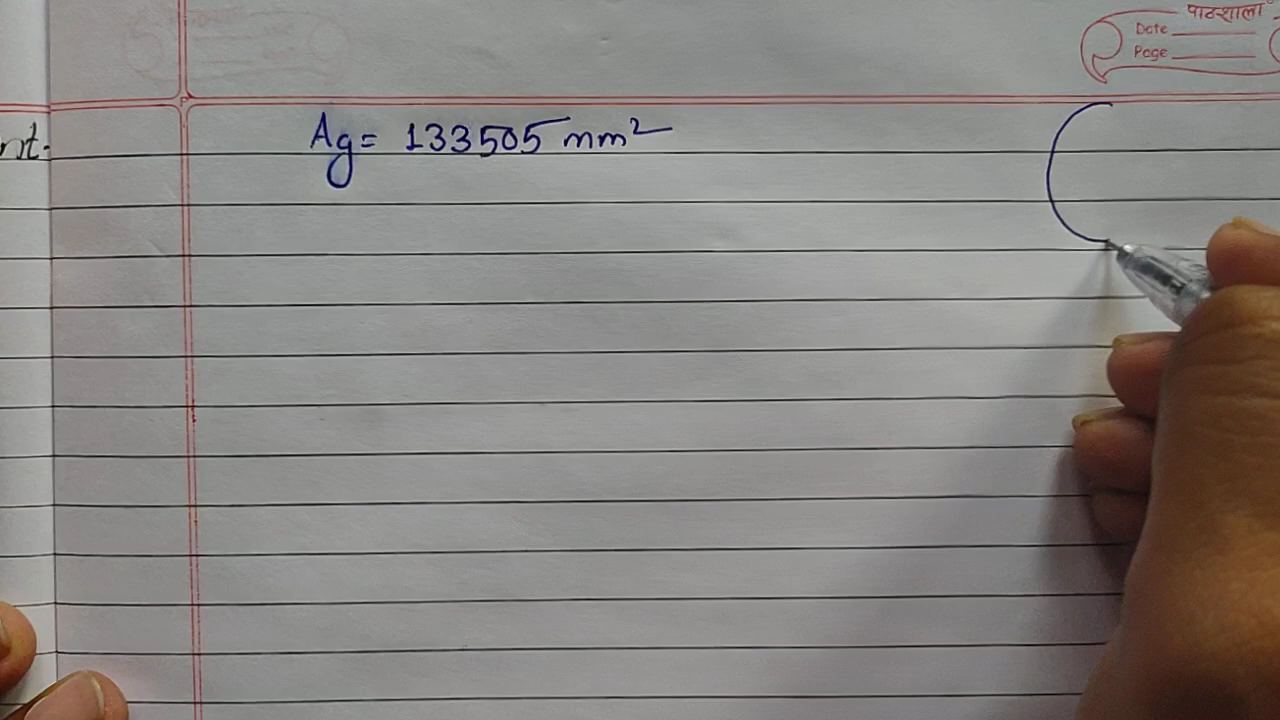 पाठशाला
Date
Page
nt.
Ag = 133505 mm²